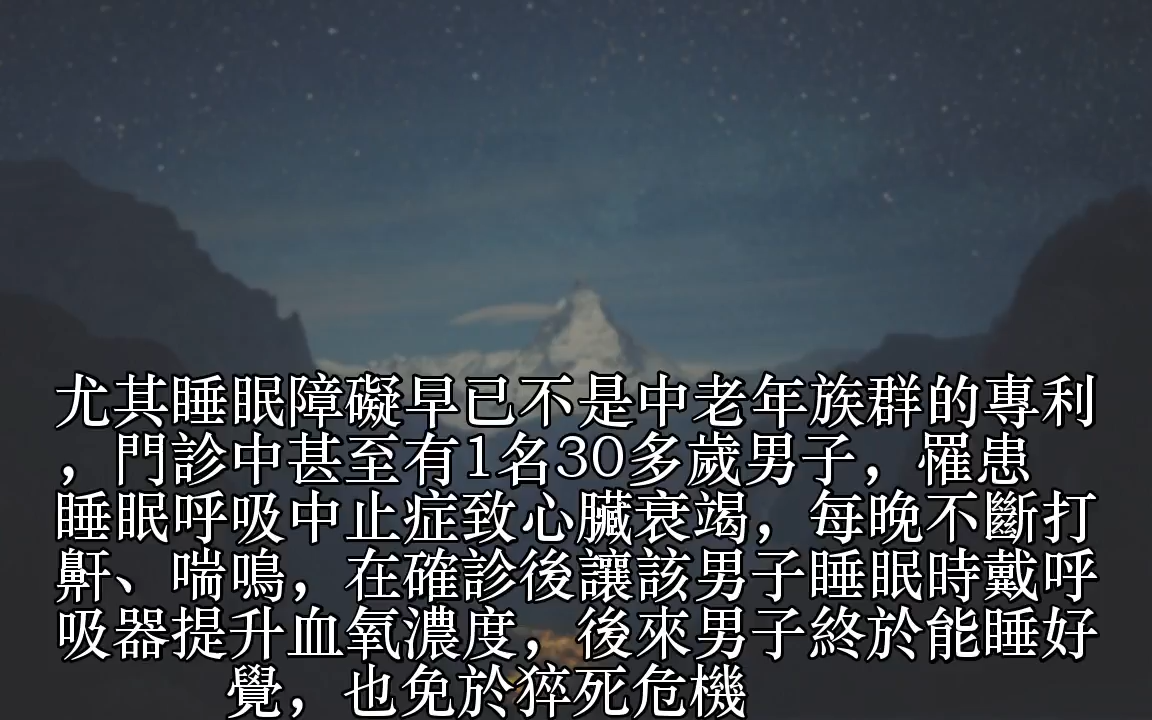 尤其睡眠障礙早已不是中老年族群的專利
，門診中甚至有1名30多歲男子，罹患
睡眠呼吸中止症致心臟衰竭，每晚不斷打
鼾、喘鳴，在確診後讓該男子睡眠時戴呼
吸器提升血氧濃度，後來男子終於能睡好
覺，也免於猝死危機